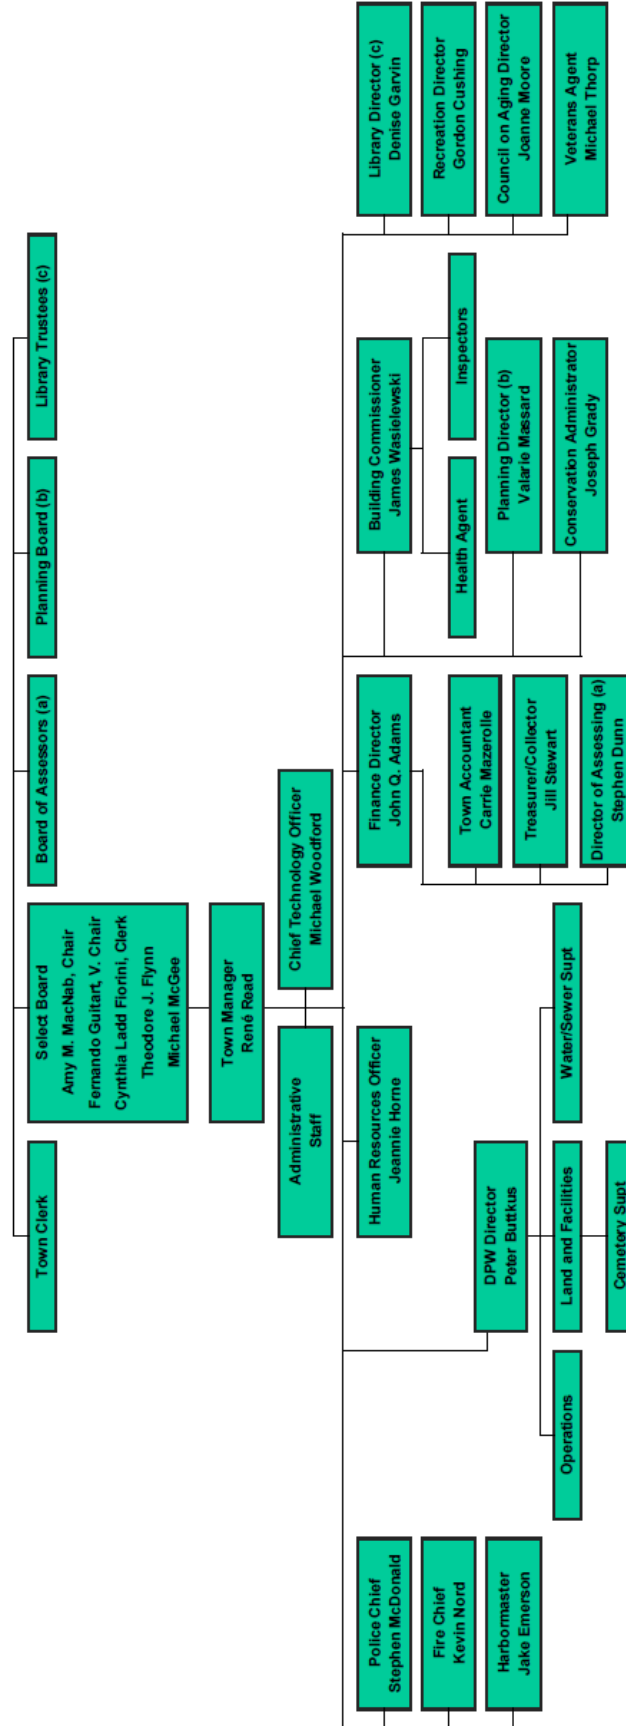 Town Clerk
Select Board
Amy M. MacNab, Chair
Fernando Guitart, V. Chair
Cynthia Ladd Fiorini, Clerk
Theodore J. Flynn
Michael McGee
Board of Assessors (a)
Planning Board (b)
Library Trustees (c)
Town Manager
René Read
Administrative
Staff
Chief Technology Officer
Michael Woodford
Police Chief
Stephen McDonald
Fire Chief
Kevin Nord
Harbormaster
Jake Emerson
DPW Director
Peter Buttkus
Operations
Land and Facilities
Water/Sewer Supt
Cemetery Supt
Human Resources Officer
Jeannie Horne
Finance Director
John Q. Adams
Town Accountant
Carrie Mazerolle
Treasurer/Collector
Jill Stewart
Director of Assessing (a)
Stephen Dunn
Building Commissioner
James Wasielewski
Health Agent
Inspectors
Planning Director (b)
Valarie Massard
Conservation Administrator
Joseph Grady
Library Director (c)
Denise Garvin
Recreation Director
Gordon Cushing
Council on Aging Director
Joanne Moore
Veterans Agent
Michael Thorp